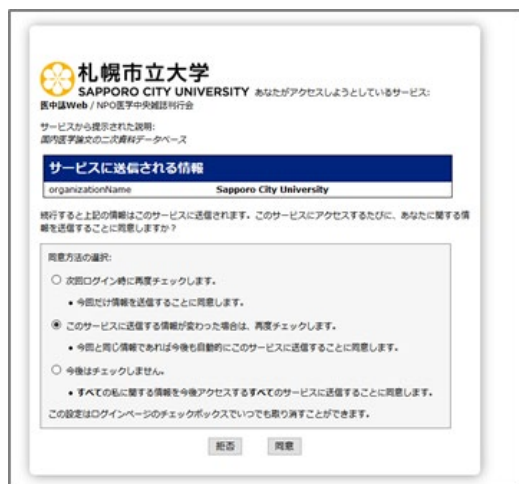 札幌市立大学
SAPPORO CITY UNIVERSITY あなたがアクセスしようとしているサービス:
医中誌Web / NPO医学中央雑誌刊行会
サービスから提示された説明:
国内医学論文の二次資料データベース
サービスに送信される情報
organizationName Sapporo City University
続行すると上記の情報はこのサービスに送信されます。このサービスにアクセスするたびに、あなたに関する情
報を送信することに同意しますか？
同意方法の選択:
次回ログイン時に再度チェックします。
• 今回だけ情報を送信することに同意します。
このサービスに送信する情報が変わった場合は、再度チェックします。
• 今回と同じ情報であれば今後も自動的にこのサービスに送信することに同意します。
今後はチェックしません。
• すべての私に関する情報を今後アクセスするすべてのサービスに送信することに同意します。
この設定はログインページのチェックボックスでいつでも取り消すことができます。
拒否 同意